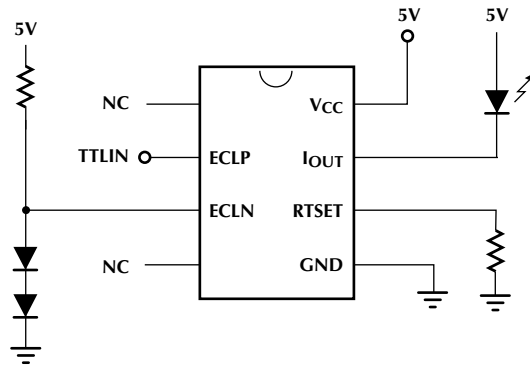 5V
5V
5V
NC
VCC
TTLIN
ECLP
IOUT
ECLN
RTSET
NC
GND